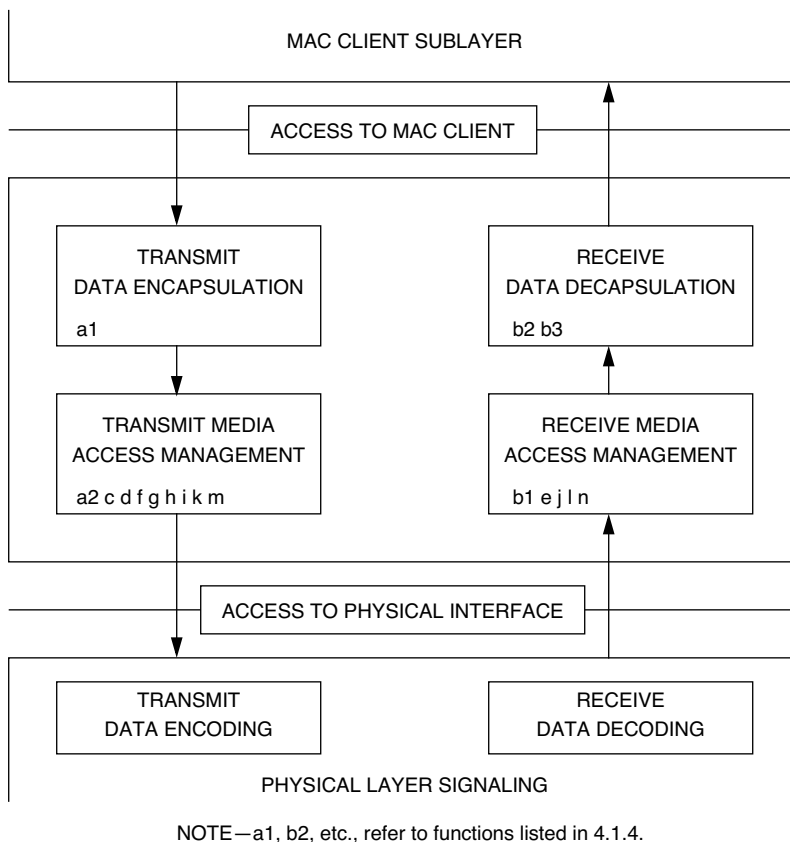 MAC CLIENT SUBLAYER
ACCESS TO MAC CLIENT
TRANSMIT
DATA ENCAPSULATION
a1
RECEIVE
DATA DECAPSULATION
b2 b3
TRANSMIT MEDIA
ACCESS MANAGEMENT
a2 c d f g h i k m
RECEIVE MEDIA
ACCESS MANAGEMENT
b1 e j l n
ACCESS TO PHYSICAL INTERFACE
TRANSMIT
DATA ENCODING
RECEIVE
DATA DECODING
PHYSICAL LAYER SIGNALING
NOTE—a1, b2, etc., refer to functions listed in 4.1.4.